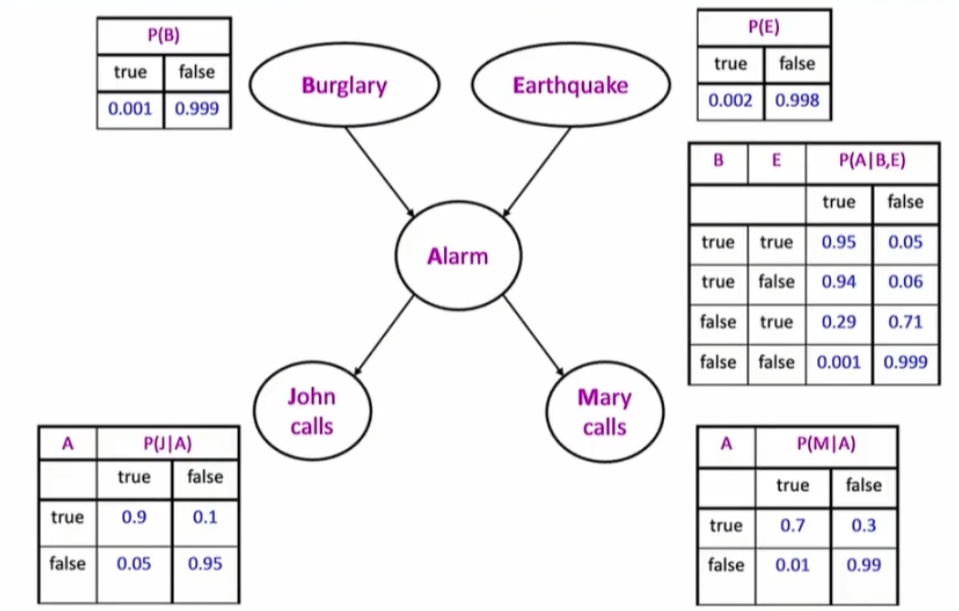 P(B)
true false
0.001 0.999
Burglary
Earthquake
P(E)
true false
0.002 0.998
B E P(A|B,E)
true false
true true 0.95 0.05
true false 0.94 0.06
false true 0.29 0.71
false false 0.001 0.999
Alarm
John
calls
Mary
calls
A P(J|A)
true false
true 0.9 0.1
false 0.05 0.95
A P(M|A)
true false
true 0.7 0.3
false 0.01 0.99